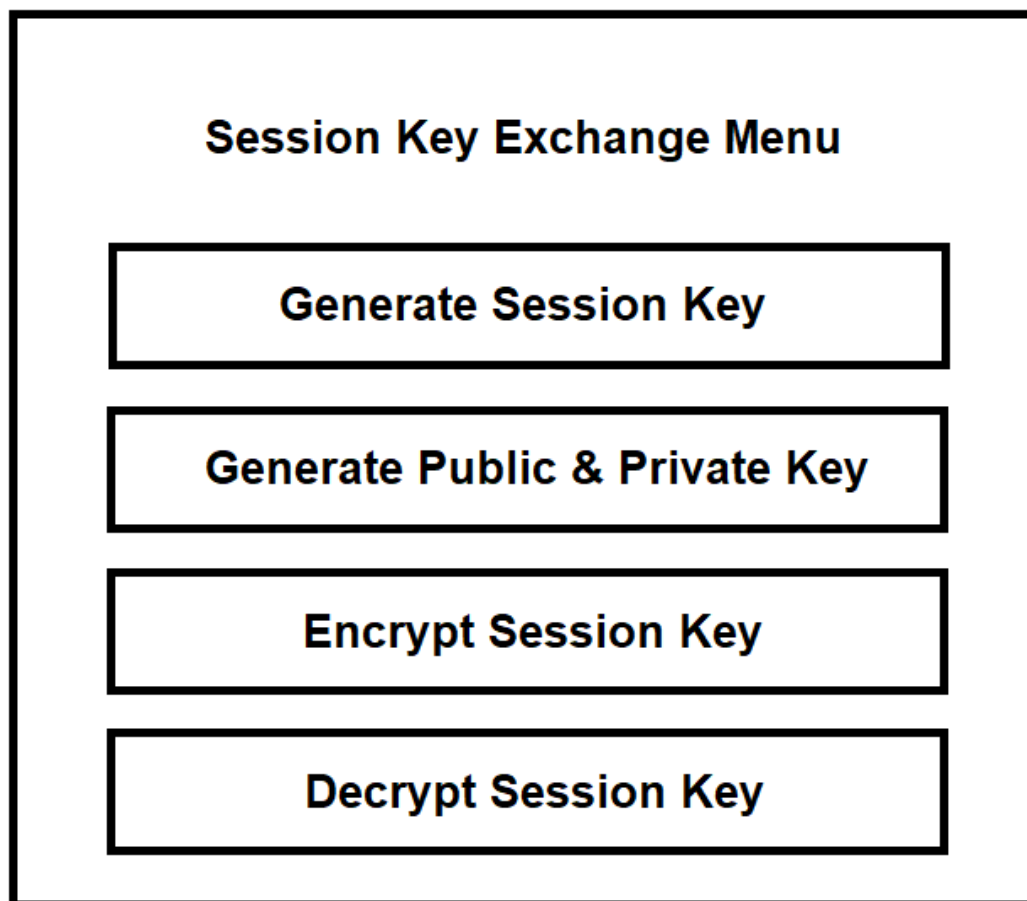 Session Key Exchange Menu
Generate Session Key
Generate Public & Private Key
Encrypt Session Key
Decrypt Session Key